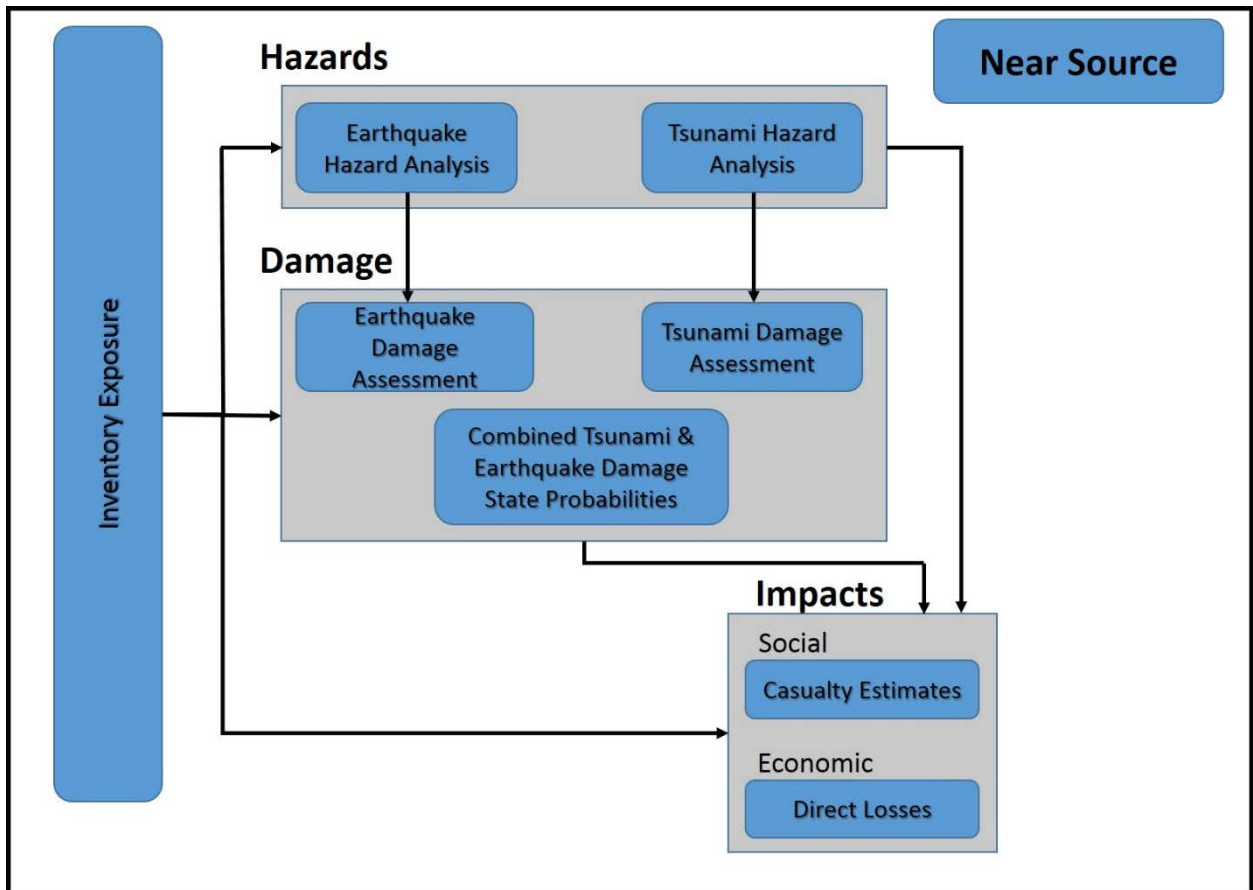 Near Source
Inventory Exposure
Hazards
Earthquake
Hazard Analysis
Tsunami Hazard
Analysis
Damage
Earthquake
Damage
Assessment
Tsunami Damage
Assessment
Combined Tsunami &
Earthquake Damage
State Probabilities
Impacts
Social
Casualty Estimates
Economic
Direct Losses